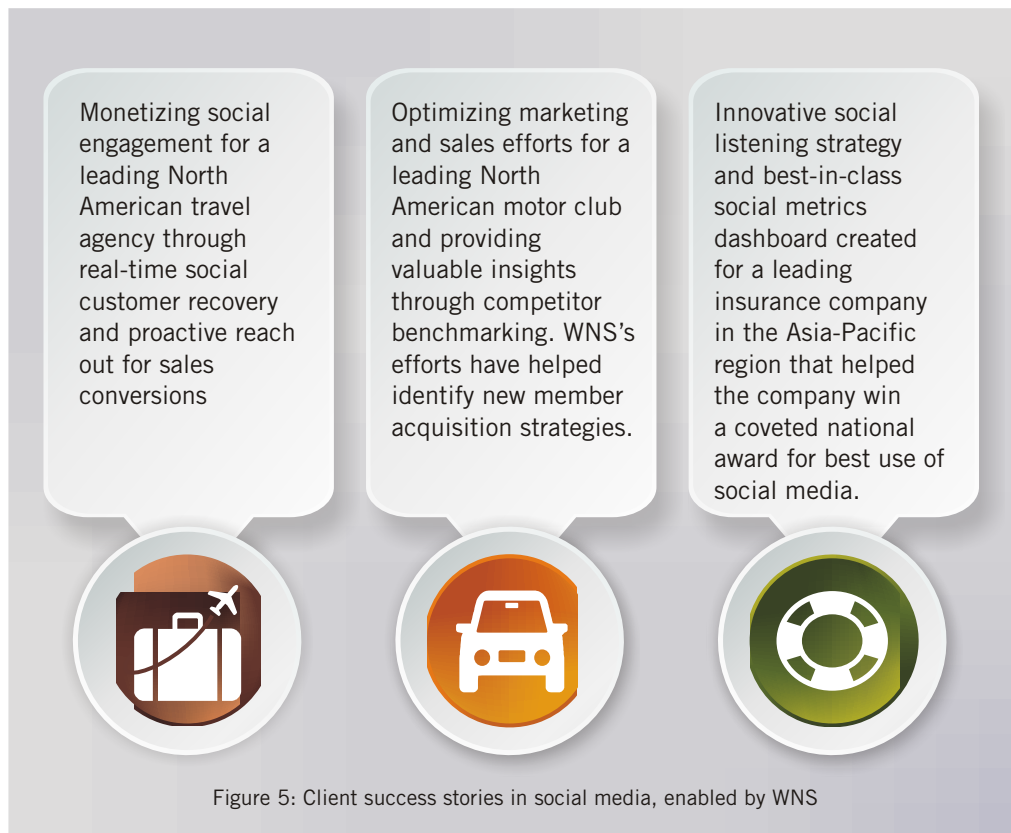 Monetizing social
engagement for a
leading North
American travel
agency through
real-time social
customer recovery
and proactive reach
out for sales
conversions
Optimizing marketing
and sales efforts for a
leading North
American motor club
and providing
valuable insights
through competitor
benchmarking. WNS's
efforts have helped
identify new member
acquisition strategies.
Innovative social
listening strategy
and best-in-class
social metrics
dashboard created
for a leading
insurance company
in the Asia-Pacific
region that helped
the company win
a coveted national
award for best use of
social media.
Figure 5: Client success stories in social media, enabled by WNS